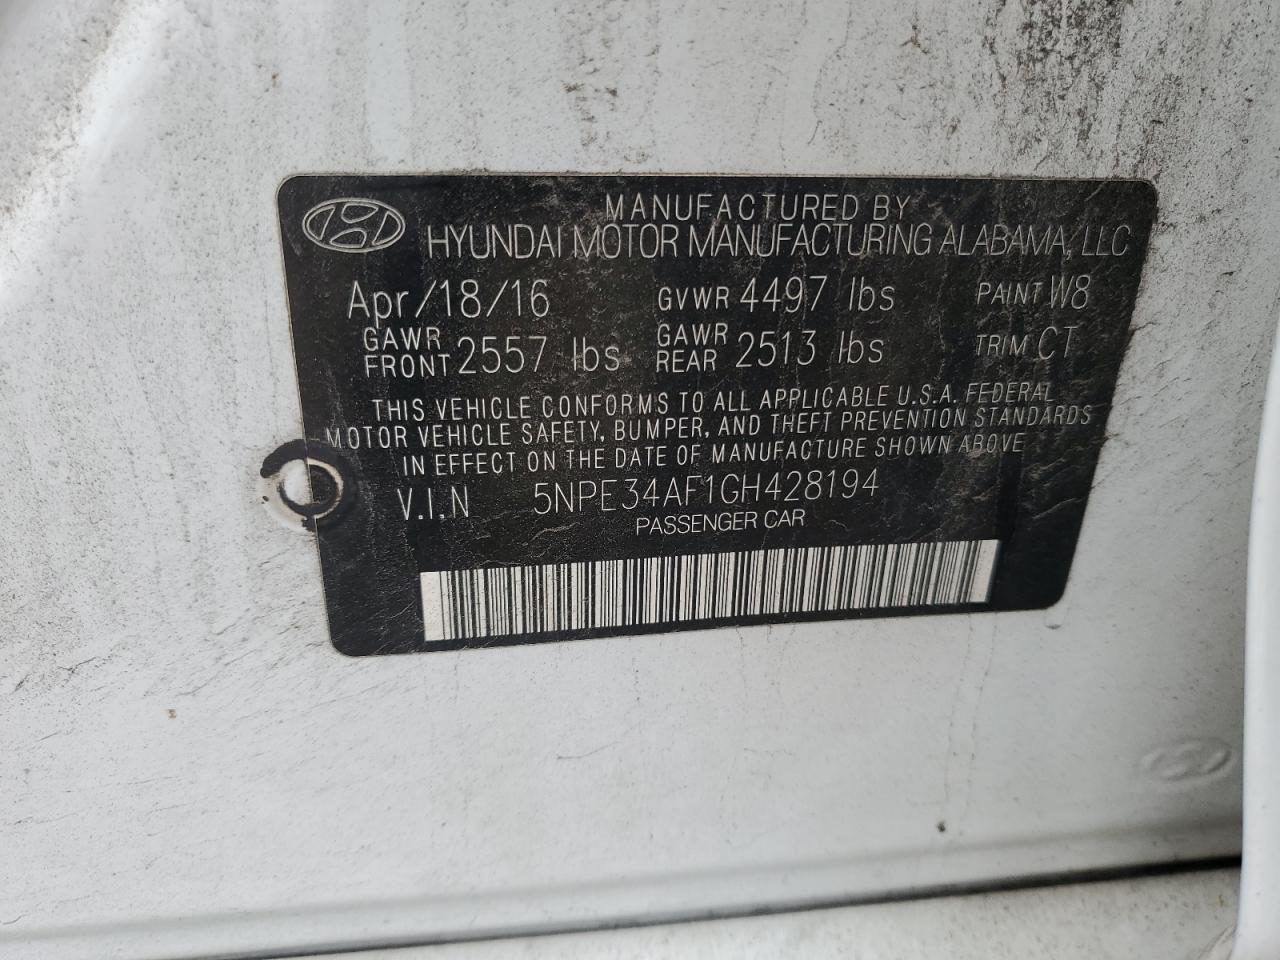 MANUFACTURED BY
HYUNDAI MOTOR MANUFACTURING ALABAMA, LLC
Apr/18/16 GVWR 4497 lbs PAINT W8
GAWR FRONT 2557 lbs GAWR REAR 2513 lbs TRIM CT
THIS VEHICLE CONFORMS TO ALL APPLICABLE U.S.A. FEDERAL
MOTOR VEHICLE SAFETY, BUMPER, AND THEFT PREVENTION STANDARDS
IN EFFECT ON THE DATE OF MANUFACTURE SHOWN ABOVE
V.I.N 5NPE34AF1GH428194
PASSENGER CAR